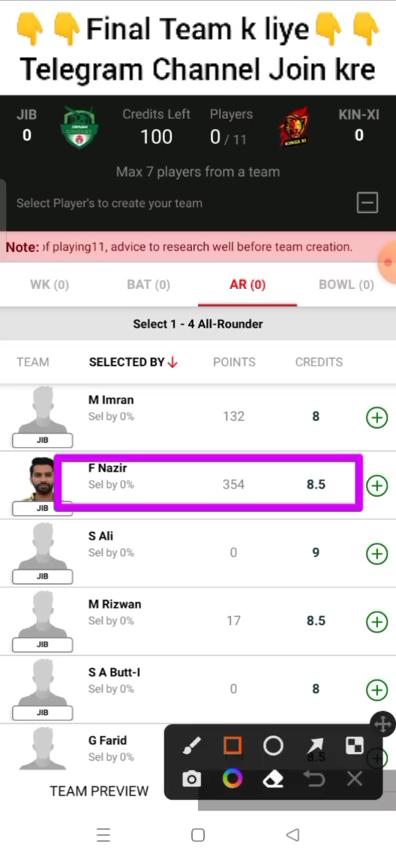 👇👇Final Team k liye👇👇
Telegram Channel Join kre
JIB Credits Left Players KIN-XI
0 100 0 / 11 0
Max 7 players from a team
Select Player's to create your team
Note: of playing11, advice to research well before team creation.
WK (0) BAT (0) AR (0) BOWL (0)
Select 1 - 4 All-Rounder
TEAM SELECTED BY↓ POINTS CREDITS
M Imran
Sel by 0% 132 8
JIB
F Nazir
Sel by 0% 354 8.5
JIB
S Ali
Sel by 0% 0 9
JIB
M Rizwan
Sel by 0% 17 8.5
JIB
S A Butt-I
Sel by 0% 0 8
JIB
G Farid
Sel by 0% 8.5
TEAM PREVIEW